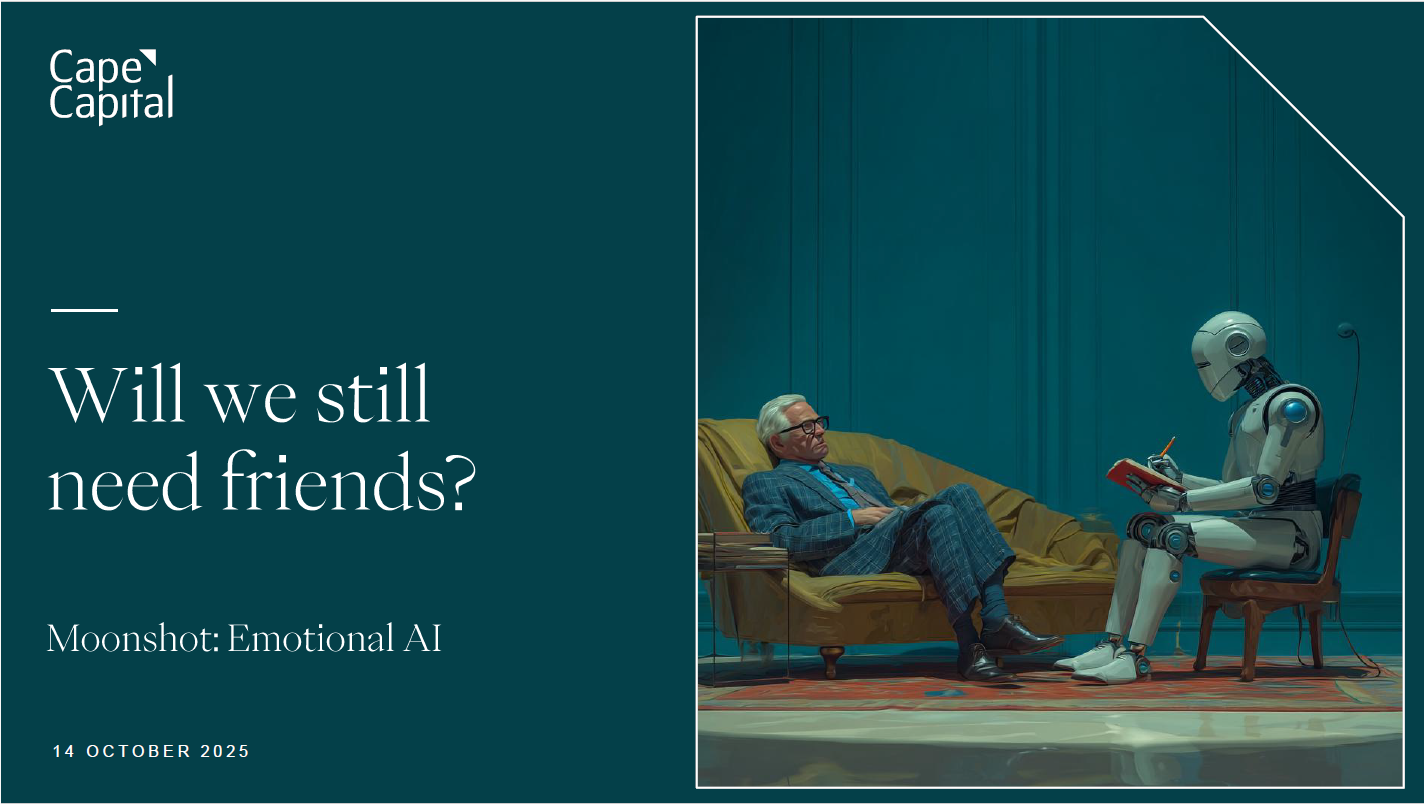 Cape
Capital
Will we still
need friends?
Moonshot: Emotional AI
14 OCTOBER 2025